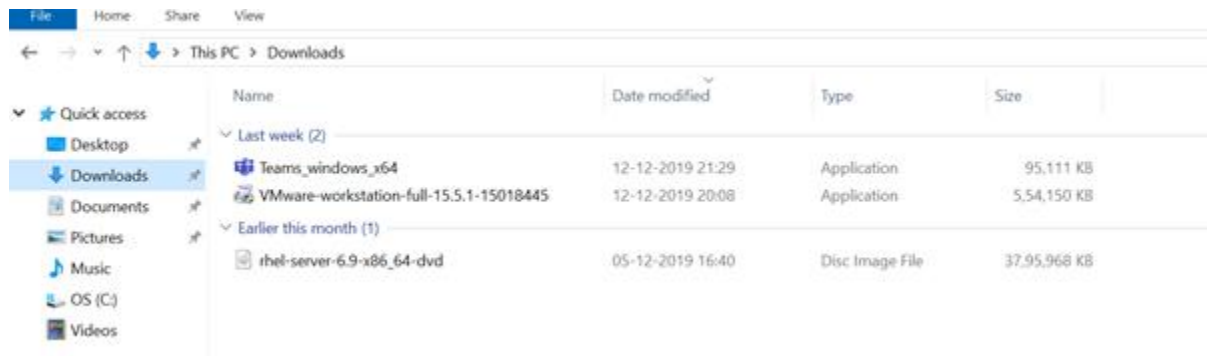 File Home Share View
This PC > Downloads
Name Date modified Type Size
Quick access
Last week (2)
Desktop
Teams_windows_x64 12-12-2019 21:29 Application 95,111 KB
Downloads
VMware-workstation-full-15.5.1-15018445 12-12-2019 20:08 Application 5,54,150 KB
Documents
Earlier this month (1)
Pictures
rhel-server-6.9-x86_64-dvd 05-12-2019 16:40 Disc Image File 37,95,968 KB
Music
OS (C:)
Videos